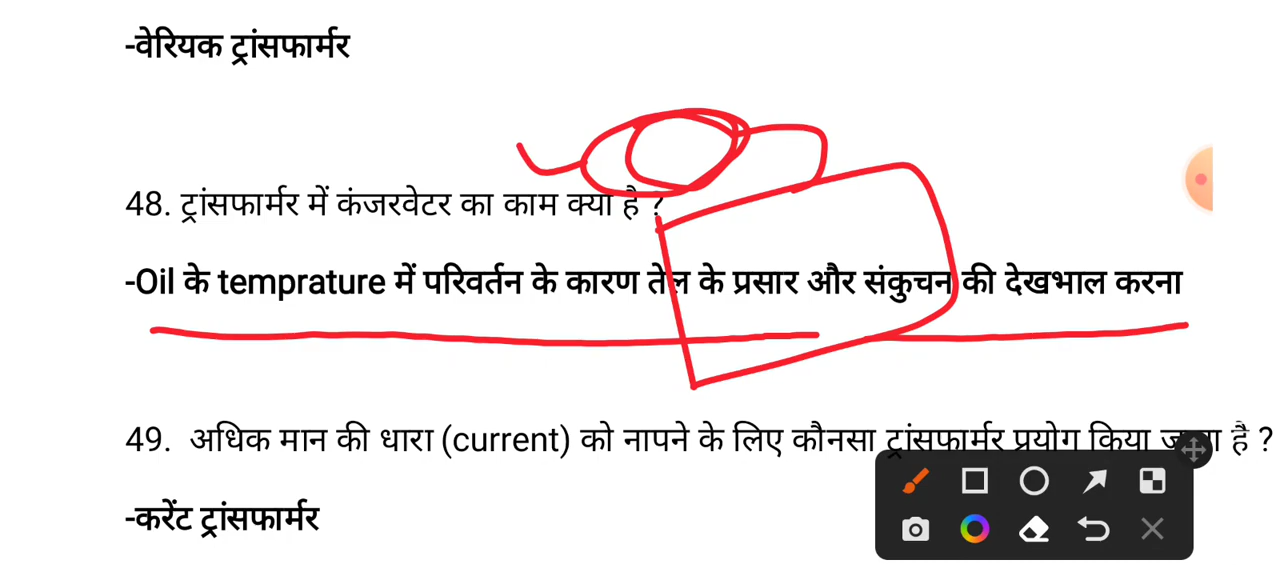 -वेरियक ट्रांसफार्मर
48. ट्रांसफार्मर में कंजरवेटर का काम क्या है ?
-Oil के temprature में परिवर्तन के कारण तेल के प्रसार और संकुचन की देखभाल करना
49. अधिक मान की धारा (current) को नापने के लिए कौनसा ट्रांसफार्मर प्रयोग किया जाता है ?
-करेंट ट्रांसफार्मर